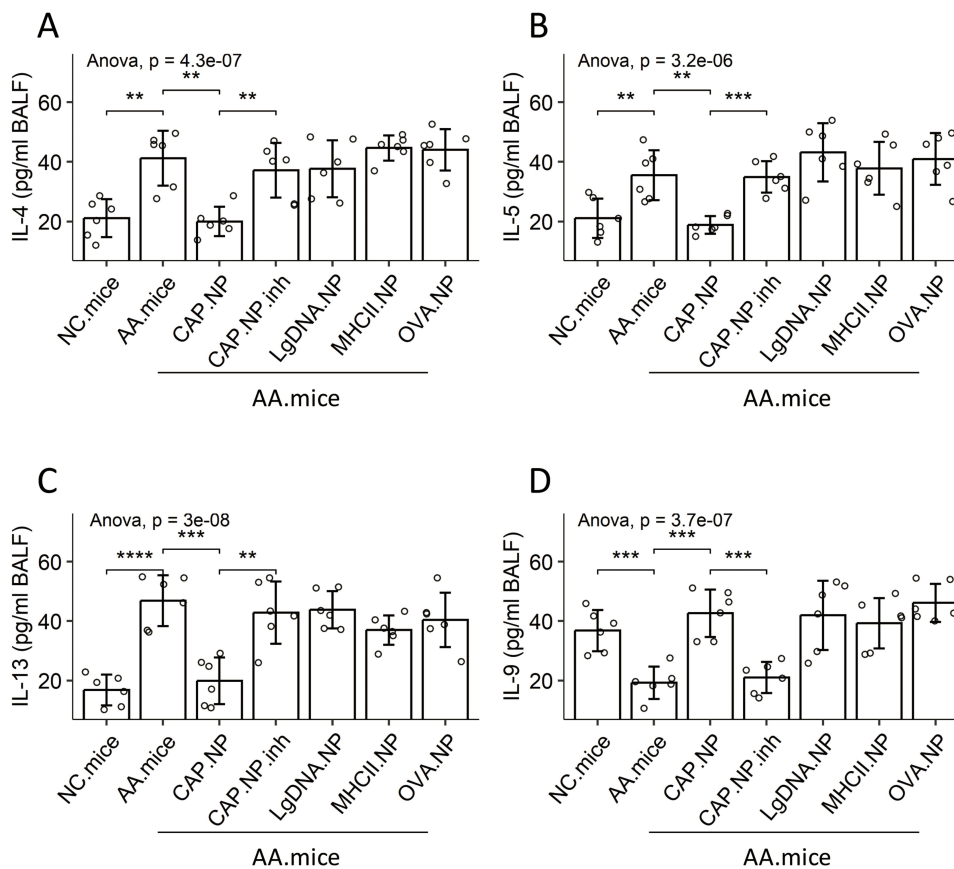 A
Anova, p = 4.3e-07
**
**
**
60
40
20
IL-4 (pg/ml BALF)
NC.mice
AA.mice
CAP.NP
CAP.NP.inh
LgDNA.NP
MHCII.NP
OVA.NP
AA.mice
B
Anova, p = 3.2e-06
**
**
***
60
40
20
IL-5 (pg/ml BALF)
NC.mice
AA.mice
CAP.NP
CAP.NP.inh
LgDNA.NP
MHCII.NP
OVA.NP
AA.mice
C
Anova, p = 3e-08
***
****
**
60
40
20
IL-13 (pg/ml BALF)
NC.mice
AA.mice
CAP.NP
CAP.NP.inh
LgDNA.NP
MHCII.NP
OVA.NP
AA.mice
D
Anova, p = 3.7e-07
***
***
***
60
40
20
IL-9 (pg/ml BALF)
NC.mice
AA.mice
CAP.NP
CAP.NP.inh
LgDNA.NP
MHCII.NP
OVA.NP
AA.mice